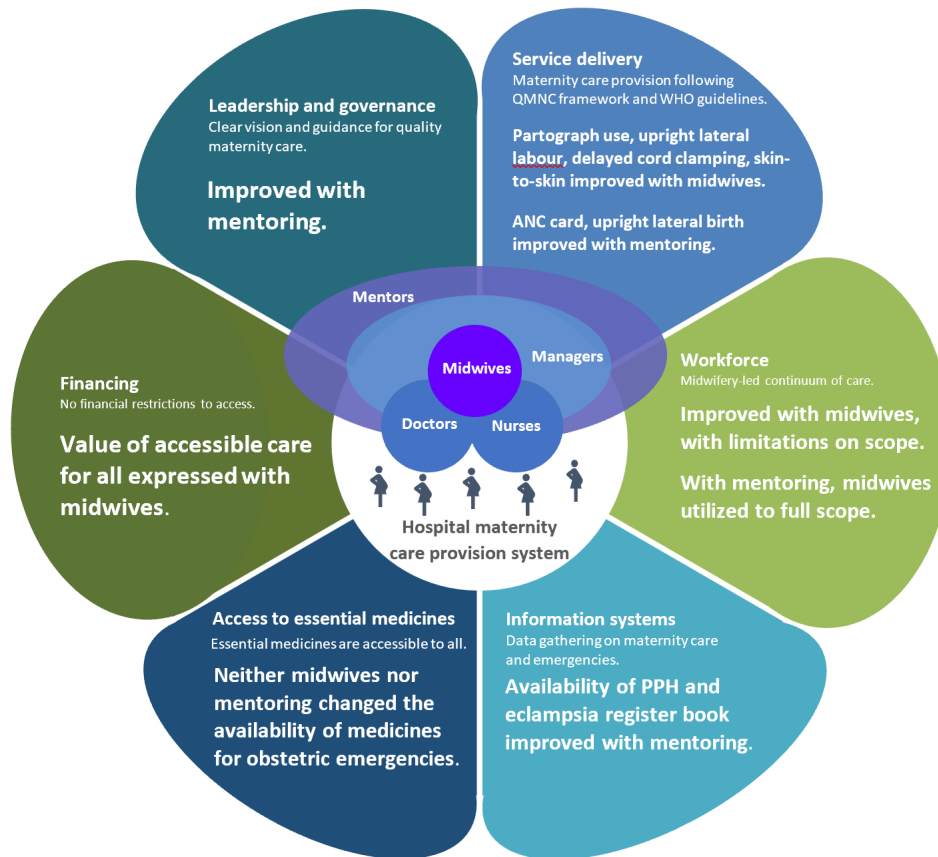 Leadership and governance
Clear vision and guidance for quality
maternity care.
Improved with
mentoring.
Service delivery
Maternity care provision following
QMNC framework and WHO guidelines.
Partograph use, upright lateral
labour, delayed cord clamping, skin-
to-skin improved with midwives.
ANC card, upright lateral birth
improved with mentoring.
Mentors
Managers
Midwives
Doctors
Nurses
Hospital maternity
care provision system
Financing
No financial restrictions to access.
Value of accessible care
for all expressed with
midwives.
Workforce
Midwifery-led continuum of care.
Improved with midwives,
with limitations on scope.
With mentoring, midwives
utilized to full scope.
Access to essential medicines
Essential medicines are accessible to all.
Neither midwives nor
mentoring changed the
availability of medicines
for obstetric emergencies.
Information systems
Data gathering on maternity care
and emergencies.
Availability of PPH and
eclampsia register book
improved with mentoring.